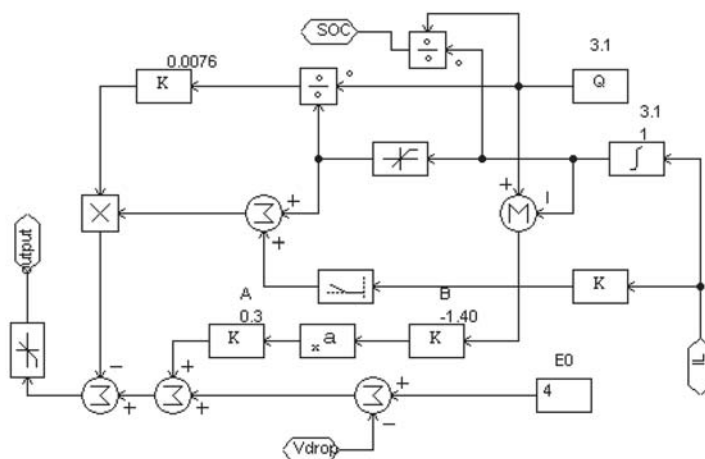 SOC
3.1
0.0076
K
÷
÷
Q
3.1
1
∫
+
+
Σ
+
M
I
×
output
A
B
K
0.3
K
x a
-1.40
K
E0
4
IL
−
Σ
+
+
Σ
+
Σ
+
−
Vdrop